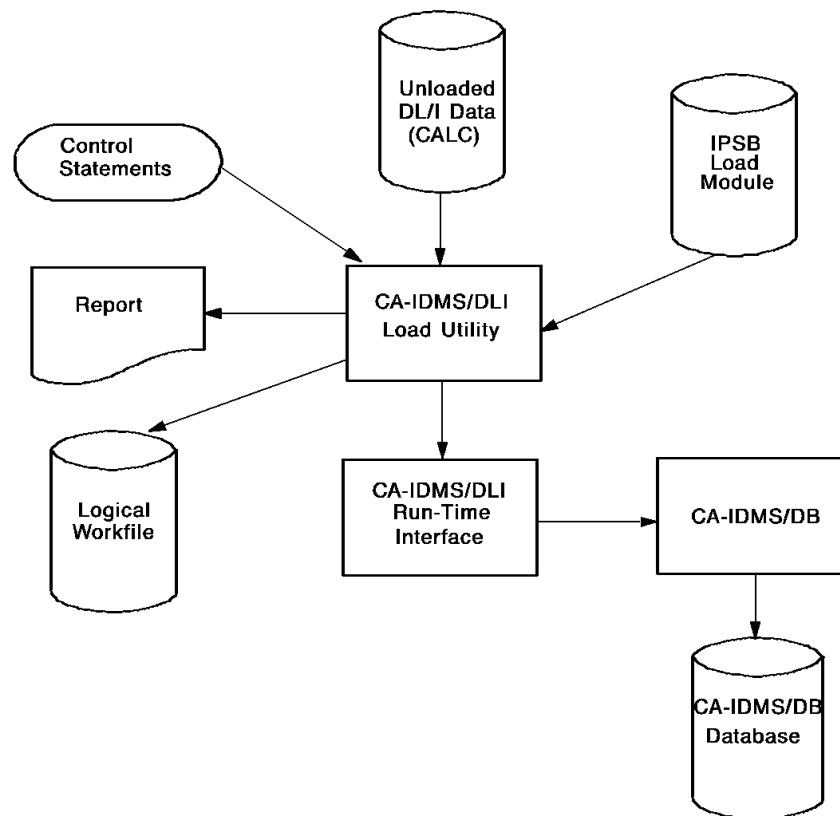 Unloaded
DL/I Data
(CALC)
Control
Statements
IPSB
Load
Module
Report
CA-IDMS/DLI
Load Utility
Logical
Workfile
CA-IDMS/DLI
Run-Time
Interface
CA-IDMS/DB
CA-IDMS/DB
Database